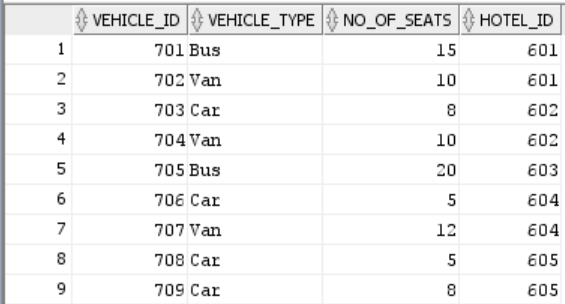 VEHICLE_ID VEHICLE_TYPE NO_OF_SEATS HOTEL_ID
1 701 Bus 15 601
2 702 Van 10 601
3 703 Car 8 602
4 704 Van 10 602
5 705 Bus 20 603
6 706 Car 5 604
7 707 Van 12 604
8 708 Car 5 605
9 709 Car 8 605